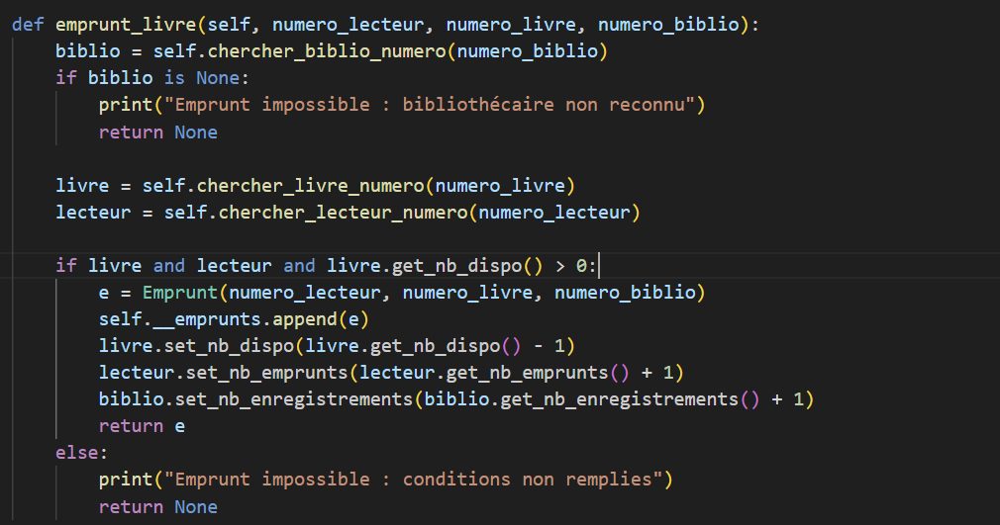 def emprunt_livre(self, numero_lecteur, numero_livre, numero_biblio):
    biblio = self.chercher_biblio_numero(numero_biblio)
    if biblio is None:
        print("Emprunt impossible : bibliothécaire non reconnu")
        return None

    livre = self.chercher_livre_numero(numero_livre)
    lecteur = self.chercher_lecteur_numero(numero_lecteur)

    if livre and lecteur and livre.get_nb_dispo() > 0:
        e = Emprunt(numero_lecteur, numero_livre, numero_biblio)
        self.__emprunts.append(e)
        livre.set_nb_dispo(livre.get_nb_dispo() - 1)
        lecteur.set_nb_emprunts(lecteur.get_nb_emprunts() + 1)
        biblio.set_nb_enregistrements(biblio.get_nb_enregistrements() + 1)
        return e
    else:
        print("Emprunt impossible : conditions non remplies")
        return None